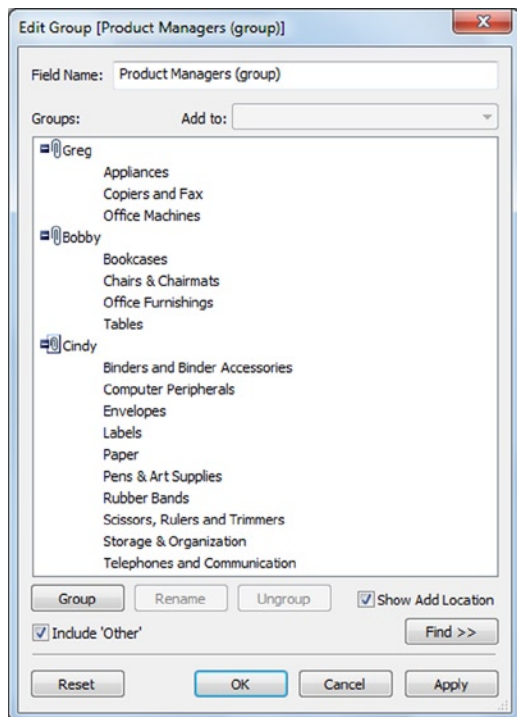 Edit Group [Product Managers (group)]
Field Name: Product Managers (group)
Groups: Add to:
Greg
Appliances
Copiers and Fax
Office Machines
Bobby
Bookcases
Chairs & Chairmats
Office Furnishings
Tables
Cindy
Binders and Binder Accessories
Computer Peripherals
Envelopes
Labels
Paper
Pens & Art Supplies
Rubber Bands
Scissors, Rulers and Trimmers
Storage & Organization
Telephones and Communication
Group Rename Ungroup Show Add Location
Include 'Other' Find >>
Reset OK Cancel Apply